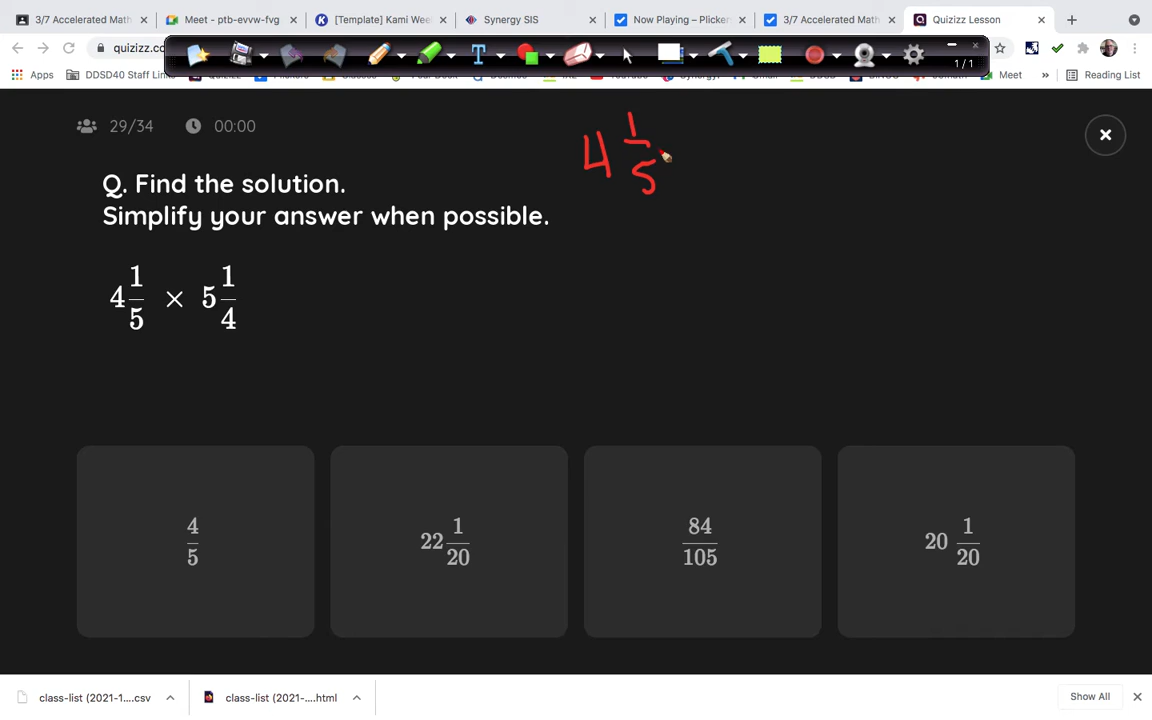 3/7 Accelerated Math
Meet - ptb-evvw-fvg
[Template] Kami Wee
Synergy SIS
Now Playing – Plicker
3/7 Accelerated Math
Quizizz Lesson
quizizz.co
1 / 1
Apps
DDSD40 Staff Lin
Meet
»
Reading List
29/34
00:00
4 1/5
Q. Find the solution.
Simplify your answer when possible.
4 1/5 × 5 1/4
4/5
22 1/20
84/105
20 1/20
class-list (2021-1....csv
class-list (2021-....html
Show All